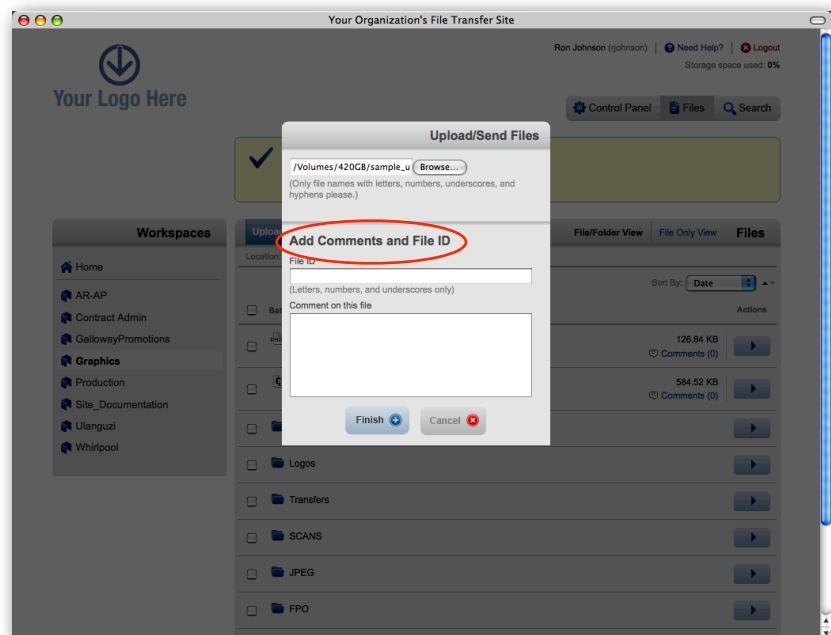 Your Organization's File Transfer Site
Ron Johnson (rjohnson) | Need Help? | Logout
Storage space used: 0%
Your Logo Here
Control Panel Files Search
Upload/Send Files
/Volumes/420GB/sample_u Browse...
(Only file names with letters, numbers, underscores, and
hyphens please.)
Workspaces
Home
AR-AP
Contract Admin
GallowayPromotions
Graphics
Production
Site_Documentation
Ulanguzi
Whirlpool
File/Folder View File Only View Files
Location:
Add Comments and File ID
File ID
(Letters, numbers, and underscores only)
Comment on this file
Finish Cancel
Sort By: Date
Actions
126.84 KB
Comments (0)
584.52 KB
Comments (0)
Logos
Transfers
SCANS
JPEG
FPO